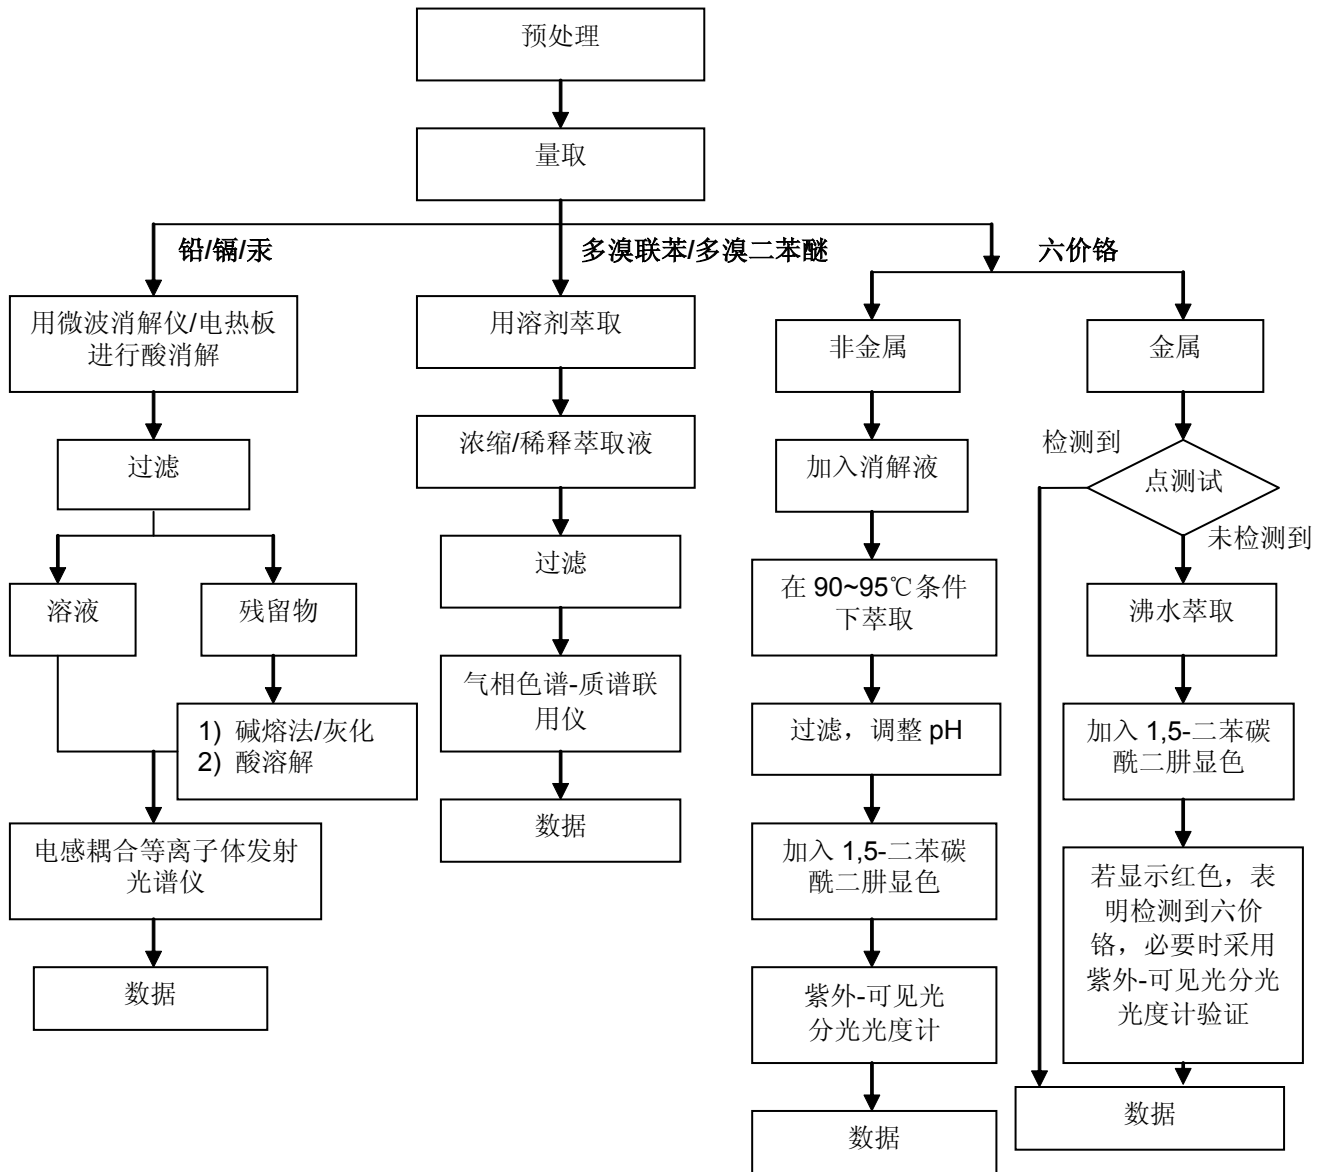 预处理
量取
铅/镉/汞
多溴联苯/多溴二苯醚
六价铬
用微波消解仪/电热板
进行酸消解
过滤
溶液
残留物
1) 碱熔法/灰化
2) 酸溶解
电感耦合等离子体发射
光谱仪
数据
用溶剂萃取
浓缩/稀释萃取液
过滤
气相色谱-质谱联
用仪
数据
非金属
加入消解液
在 90~95℃条件
下萃取
过滤，调整 pH
加入 1,5-二苯碳
酰二肼显色
紫外-可见光
分光光度计
数据
金属
检测到
点测试
未检测到
沸水萃取
加入 1,5-二苯碳
酰二肼显色
若显示红色，表
明检测到六价
铬，必要时采用
紫外-可见光分光
光度计验证
数据